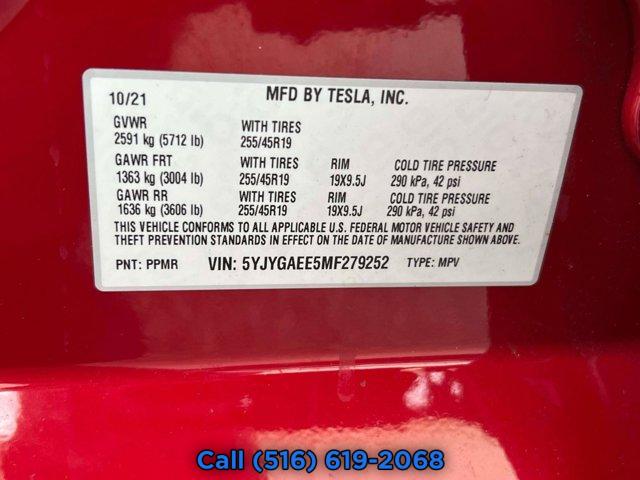 10/21 MFD BY TESLA, INC.
GVWR WITH TIRES
2591 kg (5712 lb) 255/45R19
GAWR FRT WITH TIRES RIM COLD TIRE PRESSURE
1363 kg (3004 lb) 255/45R19 19X9.5J 290 kPa, 42 psi
GAWR RR WITH TIRES RIM COLD TIRE PRESSURE
1636 kg (3606 lb) 255/45R19 19X9.5J 290 kPa, 42 psi
THIS VEHICLE CONFORMS TO ALL APPLICABLE U.S. FEDERAL MOTOR VEHICLE SAFETY AND
THEFT PREVENTION STANDARDS IN EFFECT ON THE DATE OF MANUFACTURE SHOWN ABOVE.
PNT: PPMR VIN: 5YJYGAEE5MF279252 TYPE: MPV
Call (516) 619-2068